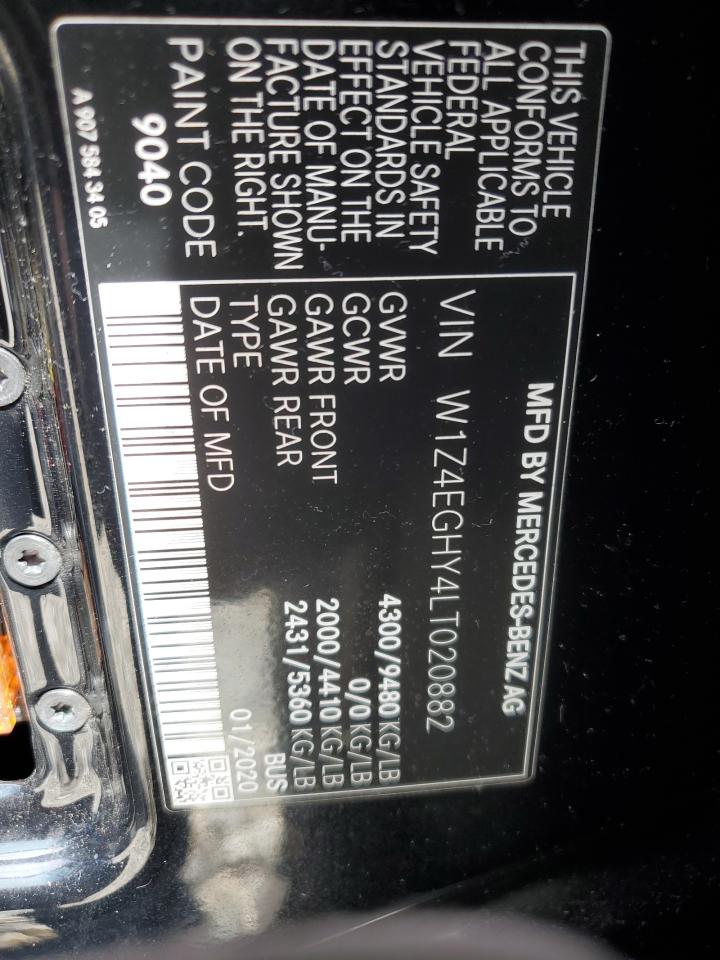 THIS VEHICLE
CONFORMS TO
ALL APPLICABLE
FEDERAL
VEHICLE SAFETY
STANDARDS IN
EFFECT ON THE
DATE OF MANU-
FACTURE SHOWN
ON THE RIGHT.
PAINT CODE
9040
A 907 584 34 05
MFD BY MERCEDES-BENZ AG
VIN W1Z4EGHY4LT020882
GVWR 4300/9480 KG/LB
GCWR 0/0 KG/LB
GAWR FRONT 2000/4410 KG/LB
GAWR REAR 2431/5360 KG/LB
TYPE BUS
DATE OF MFD 01/2020